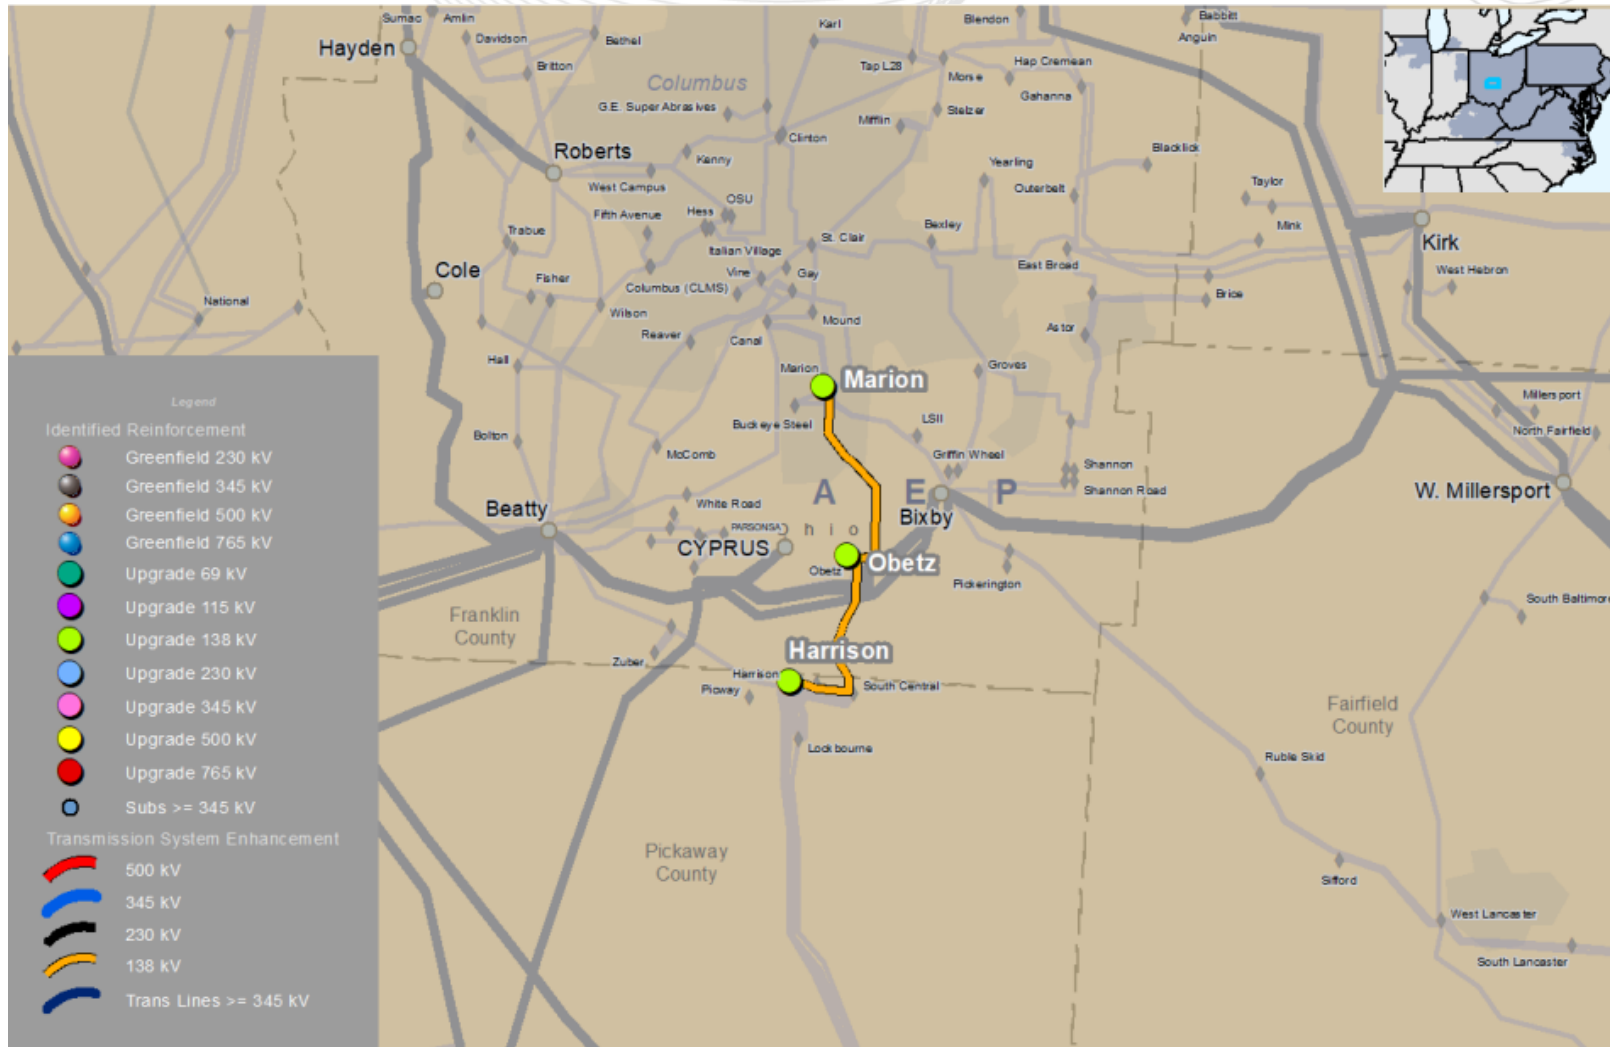 Sumac
Amlin
Karl
Blendon
Babbitt
Anguin
Hayden
Davidson
Bethel
Britton
Tap L28
Morse
Hap Cremean
Gahanna
Columbus
G.E. Super Abrasives
Mifflin
Stelzer
Clinton
Roberts
Kenny
Yearling
Blacklick
West Campus
Outerbelt
Taylor
OSU
Fifth Avenue
Hess
Trabue
St. Clair
Bexley
Mink
Kirk
Italian Village
East Broad
Cole
Fisher
Vine
Gay
West Hebron
Columbus (CLMS)
Brice
National
Wilson
Mound
Reaver
Canal
Astor
Hall
Marion
Marion
Groves
Millersport
Buckeye Steel
LSII
North Fairfield
Bolton
McComb
Griffin Wheel
Shannon
Shannon Road
A E P
W. Millersport
White Road
Beatty
Bixby
PARSONSA
Ohio
CYPRUS
Obetz
Obetz
Pickerington
South Baltimore
Franklin
County
Harrison
Zuber
Harrison
South Central
Picway
Fairfield
County
Lockbourne
Ruble Skid
Pickaway
County
Sifford
West Lancaster
South Lancaster
Legend
Identified Reinforcement
Greenfield 230 kV
Greenfield 345 kV
Greenfield 500 kV
Greenfield 765 kV
Upgrade 69 kV
Upgrade 115 kV
Upgrade 138 kV
Upgrade 230 kV
Upgrade 345 kV
Upgrade 500 kV
Upgrade 765 kV
Subs >= 345 kV
Transmission System Enhancement
500 kV
345 kV
230 kV
138 kV
Trans Lines >= 345 kV